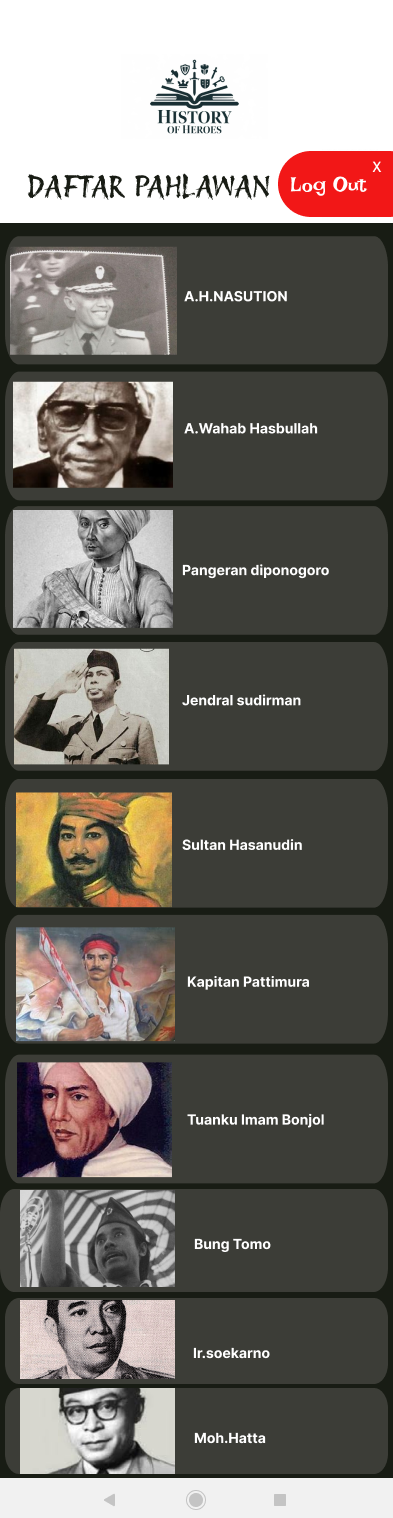 HISTORY
OF HEROES
X
DAFTAR PAHLAWAN
Log Out
A.H.NASUTION
A.Wahab Hasbullah
Pangeran diponogoro
Jendral sudirman
Sultan Hasanudin
Kapitan Pattimura
Tuanku Imam Bonjol
Bung Tomo
Ir.soekarno
Moh.Hatta